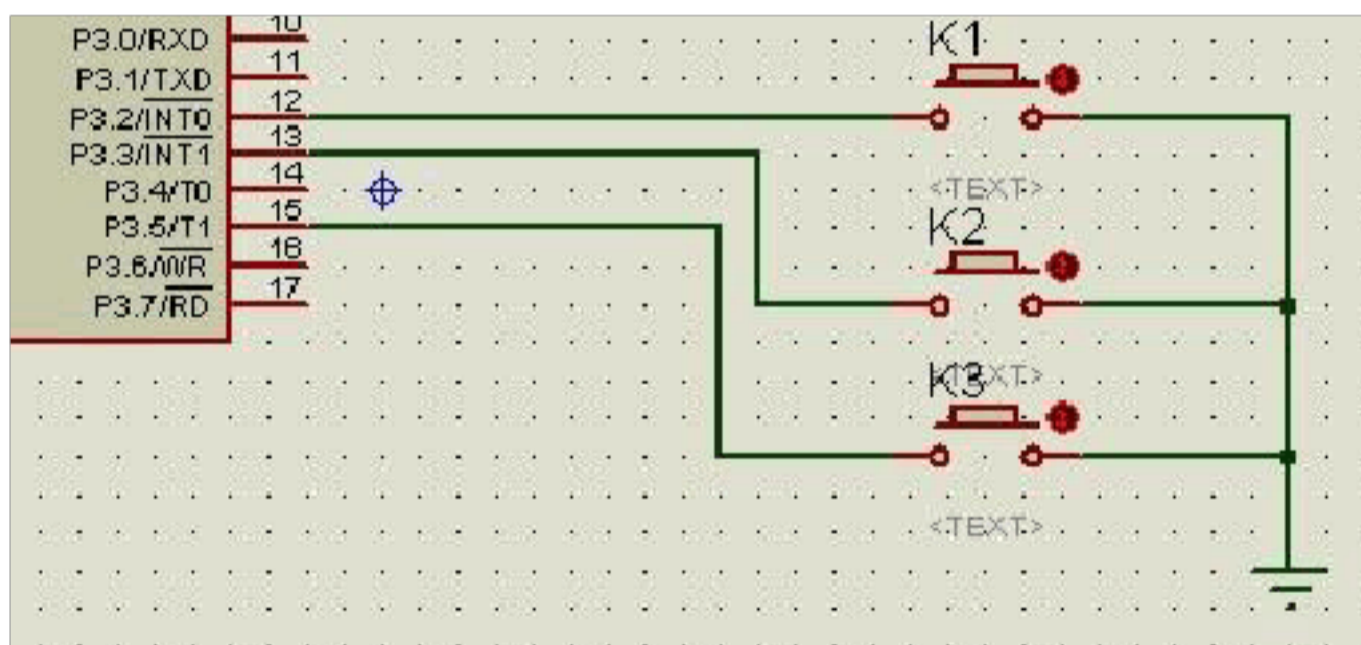 10
P3.0/RXD
11
P3.1/TXD
12
P3.2/INT0
13
P3.3/INT1
14
P3.4/T0
15
P3.5/T1
16
P3.6/WR
17
P3.7/RD
K1
<TEXT>
K2
<TEXT>
K3
<TEXT>